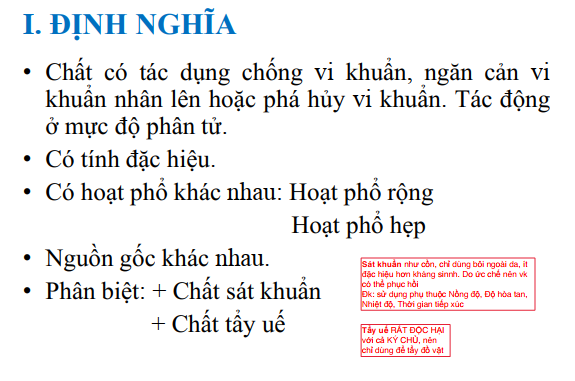 I. ĐỊNH NGHĨA
• Chất có tác dụng chống vi khuẩn, ngăn cản vi
khuẩn nhân lên hoặc phá hủy vi khuẩn. Tác động
ở mực độ phân tử.
• Có tính đặc hiệu.
• Có hoạt phổ khác nhau: Hoạt phổ rộng
Hoạt phổ hẹp
• Nguồn gốc khác nhau.
• Phân biệt: + Chất sát khuẩn
+ Chất tẩy uế
Sát khuẩn như cồn, chỉ dùng bôi ngoài da, ít
đặc hiệu hơn kháng sinnh. Do ức chế nên vk
có thể phục hồi
Đk: sử dụng phụ thuộc Nồng độ, Độ hòa tan,
Nhiệt độ, Thời gian tiếp xúc
Tẩy uế RẤT ĐỘC HẠI
với cả KÝ CHỦ, nên
chỉ dùng để tẩy đồ vật